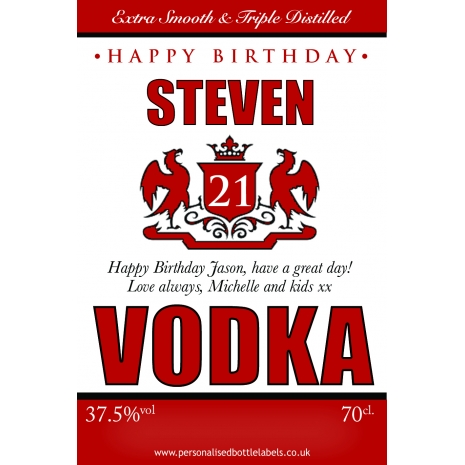 Extra Smooth & Triple Distilled
• HAPPY BIRTHDAY •
STEVEN
21
Happy Birthday Jason, have a great day!
Love always, Michelle and kids xx
VODKA
37.5%vol 70cl.
www.personalisedbottlelabels.co.uk